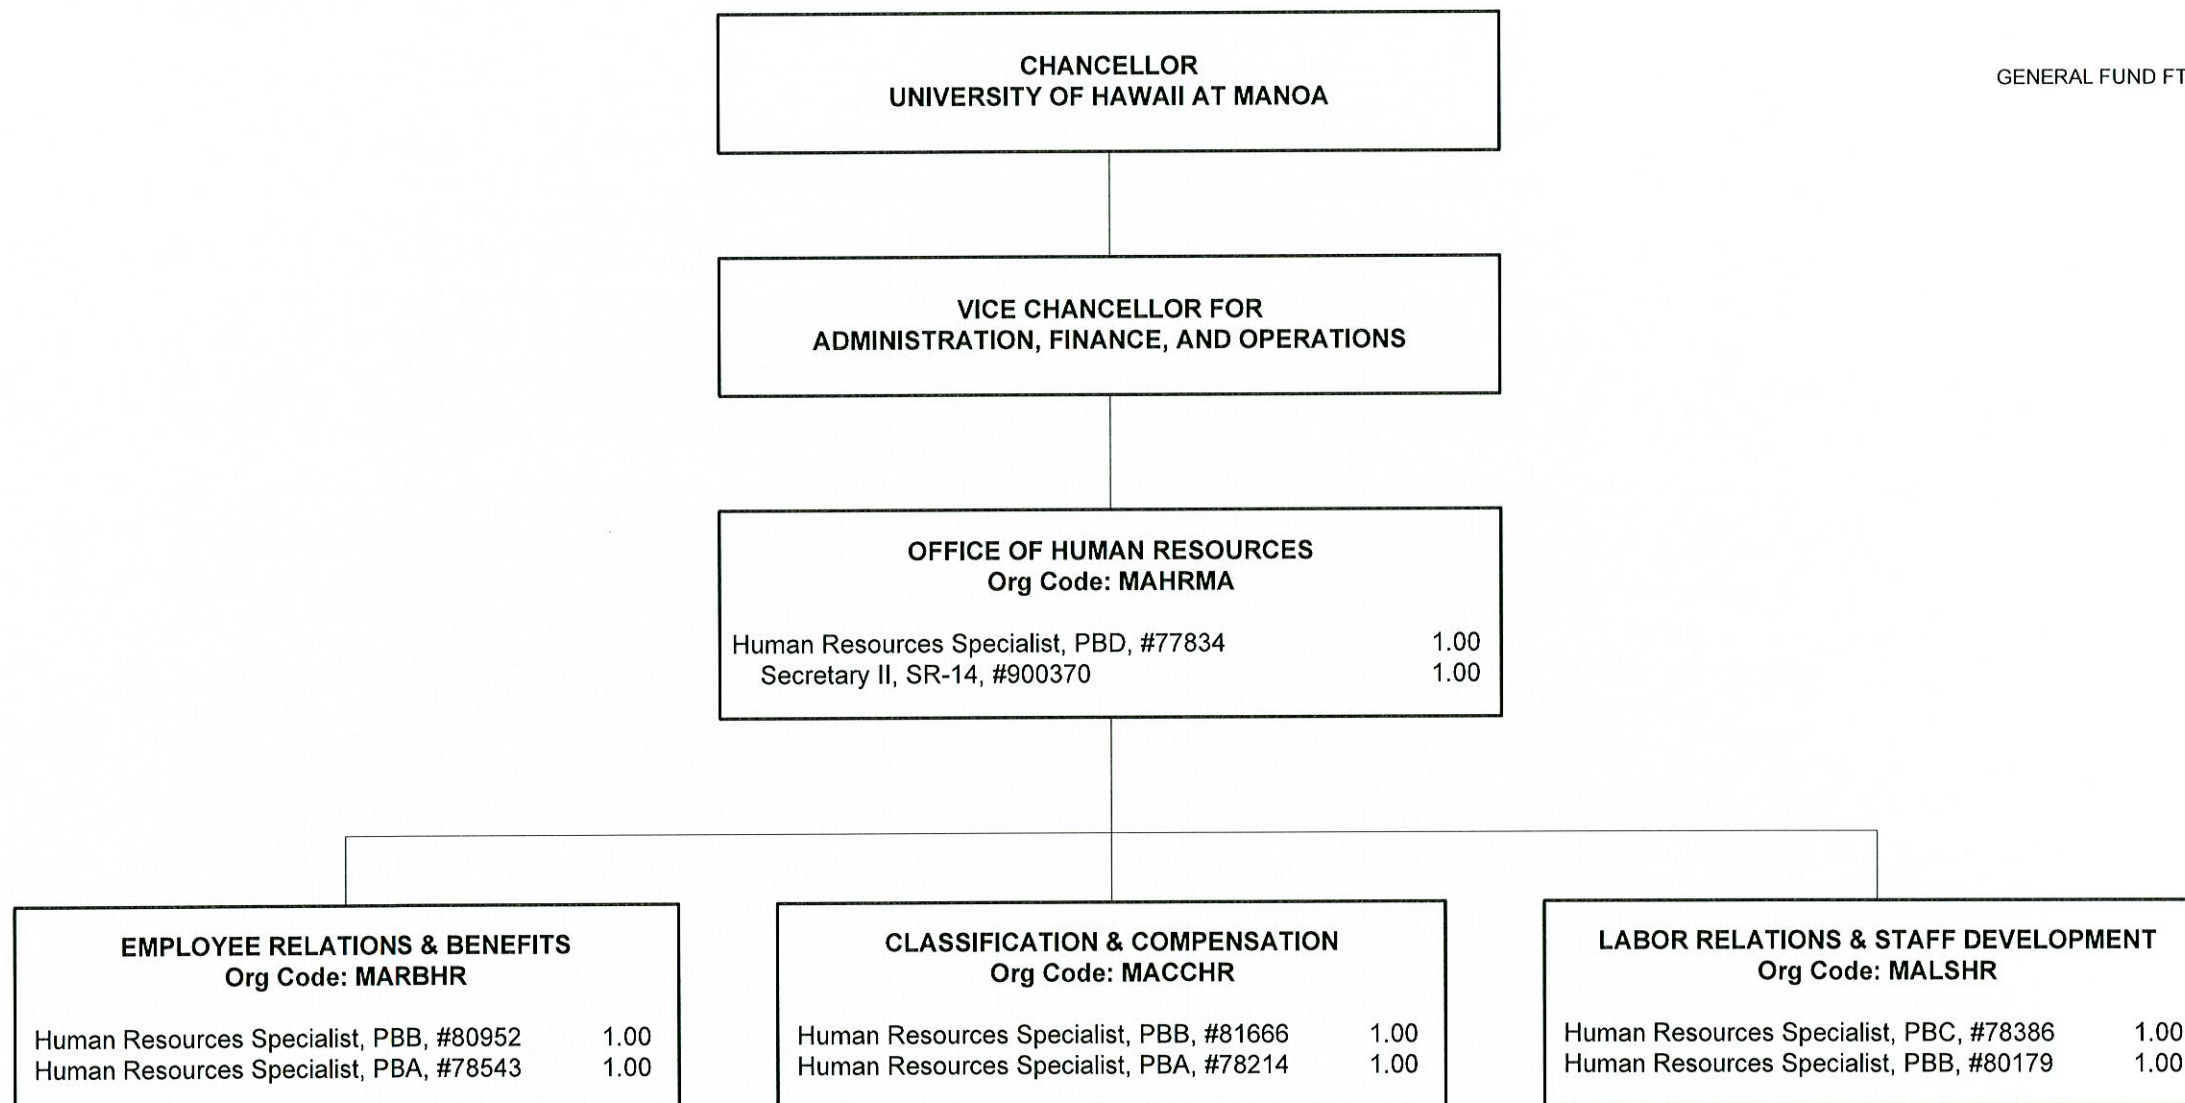 CHANCELLOR
UNIVERSITY OF HAWAII AT MANOA
GENERAL FUND FT
VICE CHANCELLOR FOR
ADMINISTRATION, FINANCE, AND OPERATIONS
OFFICE OF HUMAN RESOURCES
Org Code: MAHRMA
Human Resources Specialist, PBD, #77834 1.00
Secretary II, SR-14, #900370 1.00
EMPLOYEE RELATIONS & BENEFITS
Org Code: MARBHR
Human Resources Specialist, PBB, #80952 1.00
Human Resources Specialist, PBA, #78543 1.00
CLASSIFICATION & COMPENSATION
Org Code: MACCHR
Human Resources Specialist, PBB, #81666 1.00
Human Resources Specialist, PBA, #78214 1.00
LABOR RELATIONS & STAFF DEVELOPMENT
Org Code: MALSHR
Human Resources Specialist, PBC, #78386 1.00
Human Resources Specialist, PBB, #80179 1.00